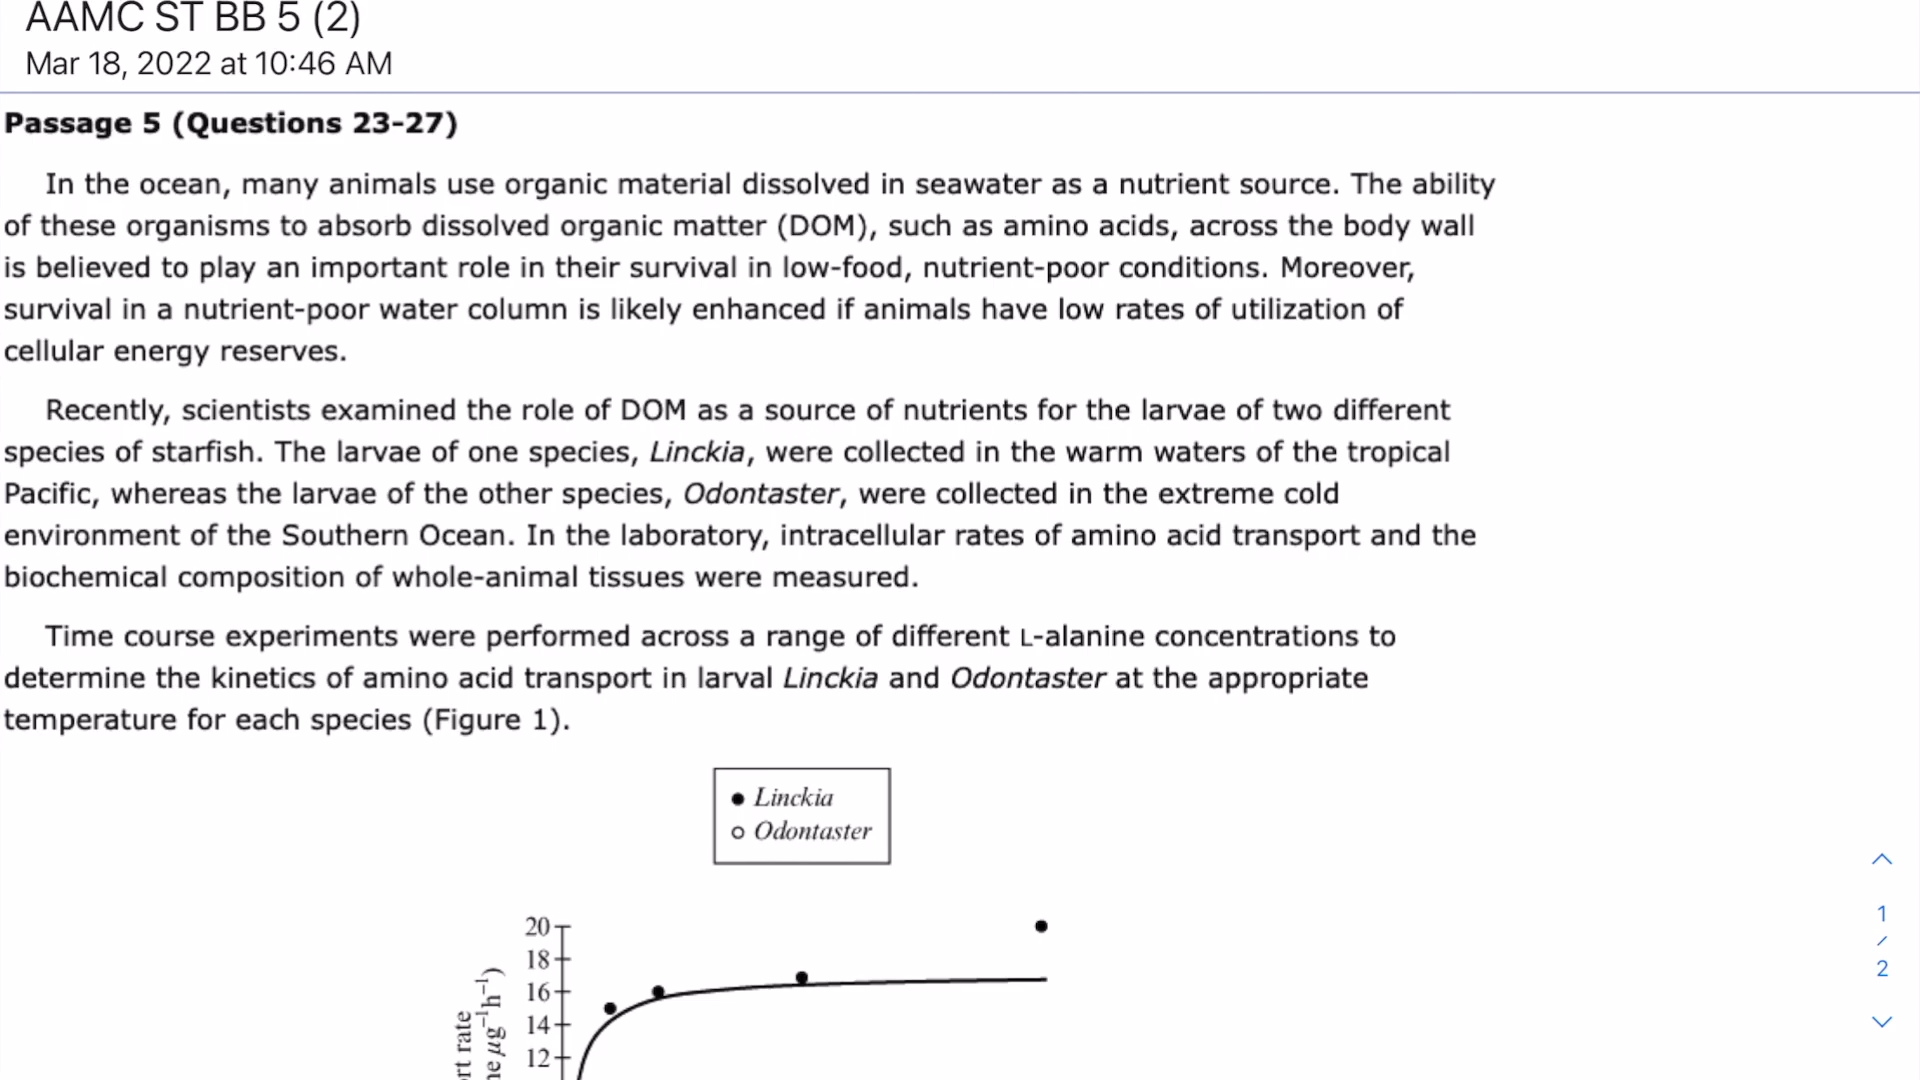 AAMC ST BB 5 (2)
Mar 18, 2022 at 10:46 AM
Passage 5 (Questions 23-27)
In the ocean, many animals use organic material dissolved in seawater as a nutrient source. The ability
of these organisms to absorb dissolved organic matter (DOM), such as amino acids, across the body wall
is believed to play an important role in their survival in low-food, nutrient-poor conditions. Moreover,
survival in a nutrient-poor water column is likely enhanced if animals have low rates of utilization of
cellular energy reserves.
Recently, scientists examined the role of DOM as a source of nutrients for the larvae of two different
species of starfish. The larvae of one species, Linckia, were collected in the warm waters of the tropical
Pacific, whereas the larvae of the other species, Odontaster, were collected in the extreme cold
environment of the Southern Ocean. In the laboratory, intracellular rates of amino acid transport and the
biochemical composition of whole-animal tissues were measured.
Time course experiments were performed across a range of different L-alanine concentrations to
determine the kinetics of amino acid transport in larval Linckia and Odontaster at the appropriate
temperature for each species (Figure 1).
Linckia
Odontaster
20
18
16
14
12
rate
μg⁻¹h⁻¹)
1
/
2